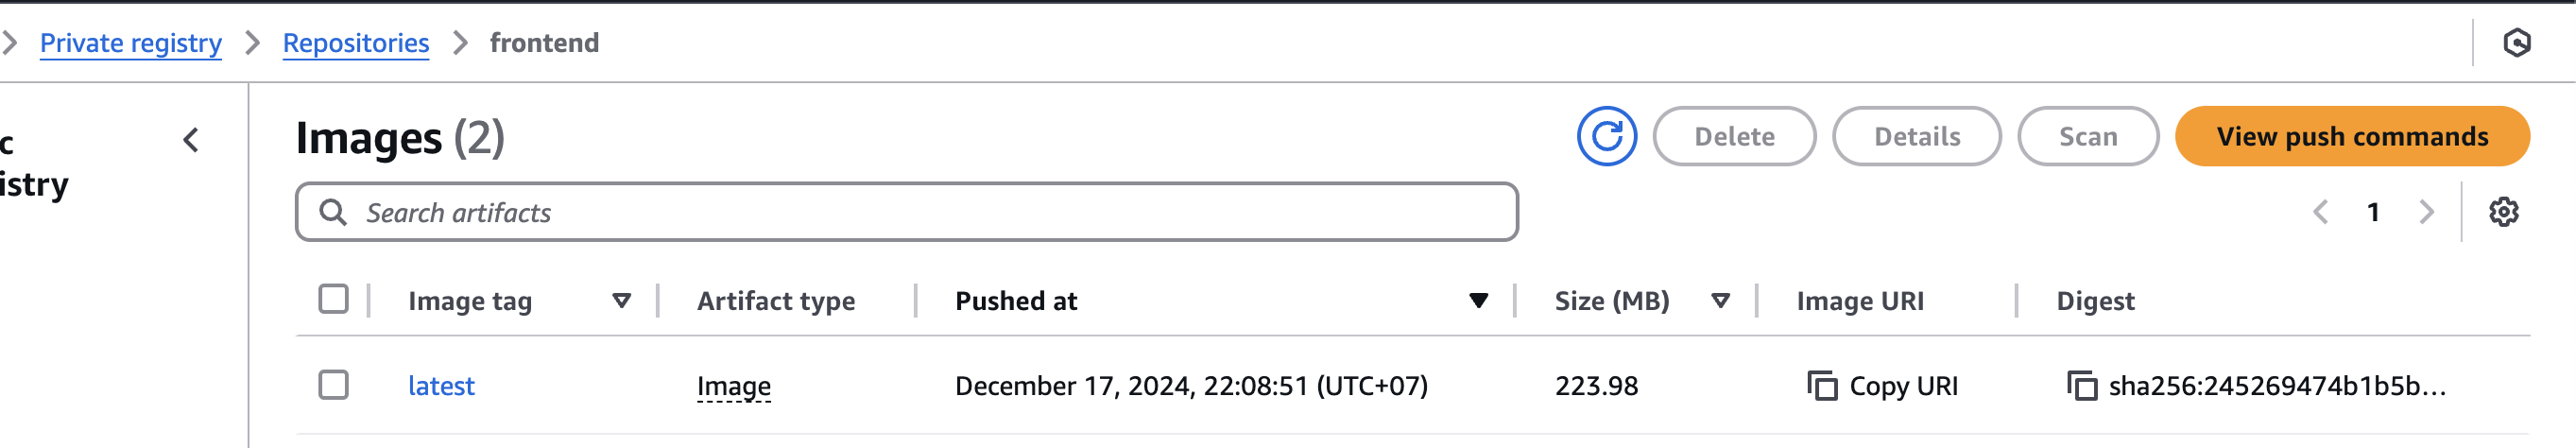 Private registry Repositories frontend
c
istry
Images (2)
Delete Details Scan View push commands
Search artifacts
1
Image tag Artifact type Pushed at Size (MB) Image URI Digest
latest Image December 17, 2024, 22:08:51 (UTC+07) 223.98 Copy URI sha256:245269474b1b5b...